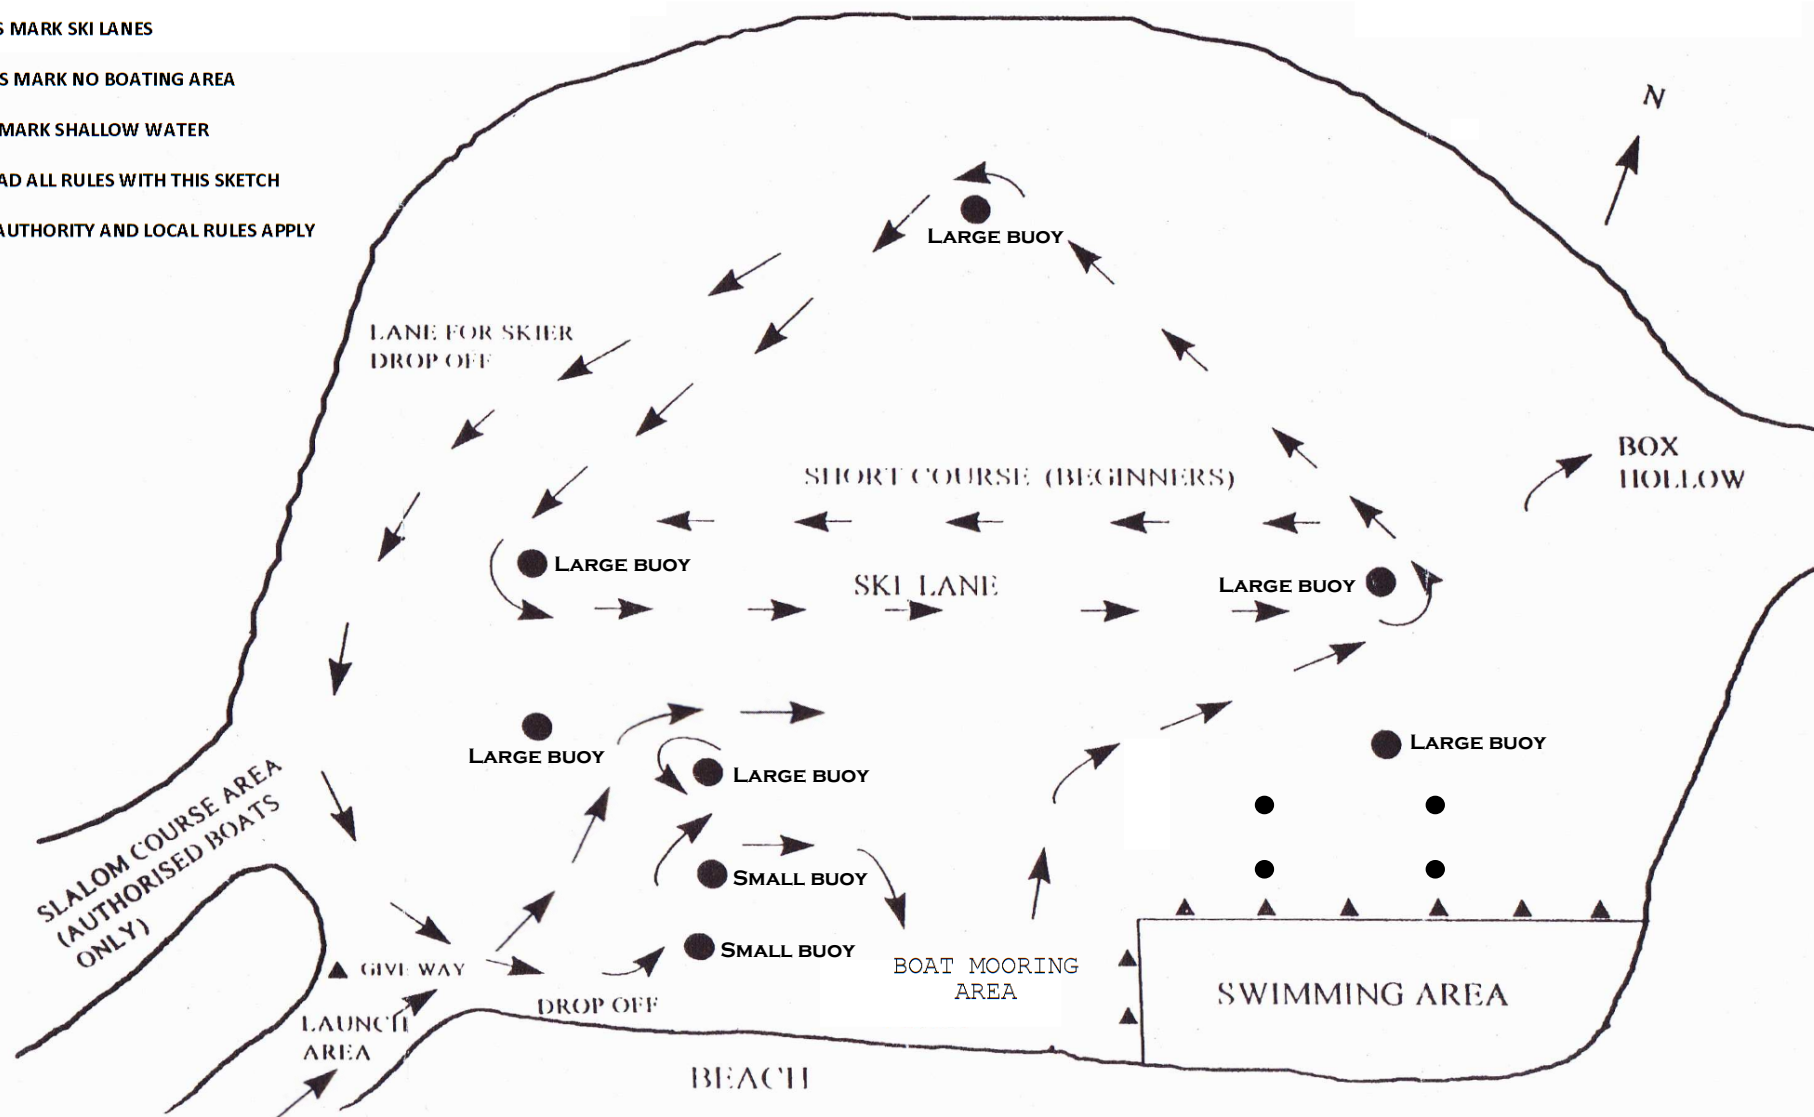 S MARK SKI LANES
S MARK NO BOATING AREA
MARK SHALLOW WATER
AD ALL RULES WITH THIS SKETCH
AUTHORITY AND LOCAL RULES APPLY
N
LARGE BUOY
LANE FOR SKIER
DROP OFF
BOX
HOLLOW
SHORT COURSE (BEGINNERS)
LARGE BUOY
SKI LANE
LARGE BUOY
LARGE BUOY
LARGE BUOY
LARGE BUOY
SLALOM COURSE AREA
(AUTHORISED BOATS
ONLY)
SMALL BUOY
SMALL BUOY
GIVE WAY
BOAT MOORING
AREA
SWIMMING AREA
DROP OFF
LAUNCH
AREA
BEACH